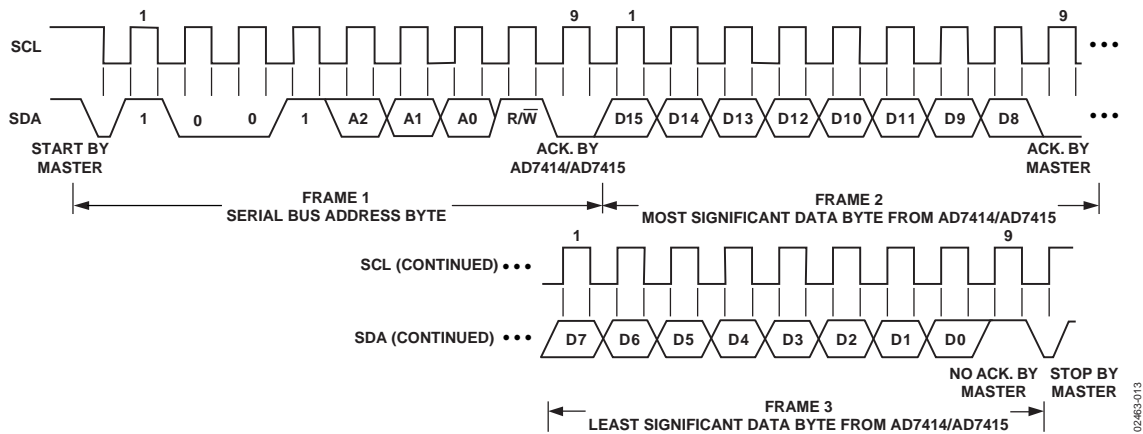 1 9 1 9
SCL •••
SDA 1 0 0 1 A2 A1 A0 R/W̅ D15 D14 D13 D12 D10 D11 D9 D8 •••
START BY
MASTER
ACK. BY
AD7414/AD7415
ACK. BY
MASTER
FRAME 1
SERIAL BUS ADDRESS BYTE
FRAME 2
MOST SIGNIFICANT DATA BYTE FROM AD7414/AD7415
1 9
SCL (CONTINUED) •••
SDA (CONTINUED) ••• D7 D6 D5 D4 D3 D2 D1 D0
NO ACK. BY
MASTER
STOP BY
MASTER
FRAME 3
LEAST SIGNIFICANT DATA BYTE FROM AD7414/AD7415
02463-013